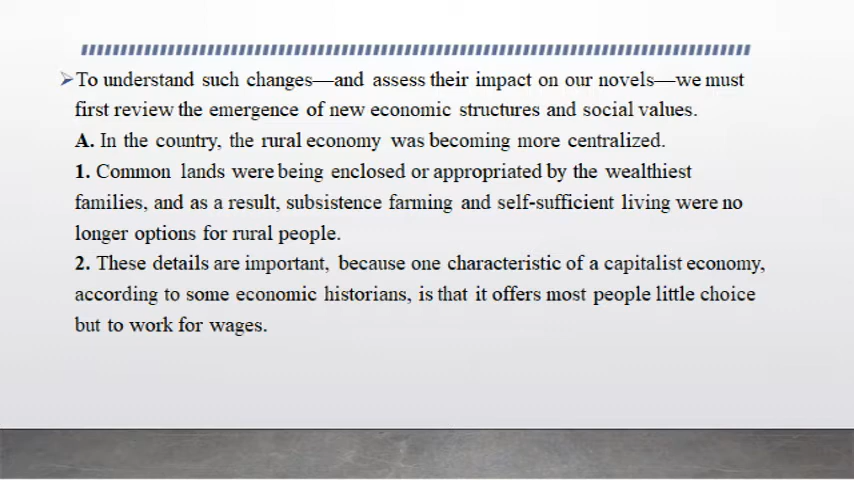 ➢To understand such changes—and assess their impact on our novels—we must
first review the emergence of new economic structures and social values.
A. In the country, the rural economy was becoming more centralized.
1. Common lands were being enclosed or appropriated by the wealthiest
families, and as a result, subsistence farming and self-sufficient living were no
longer options for rural people.
2. These details are important, because one characteristic of a capitalist economy,
according to some economic historians, is that it offers most people little choice
but to work for wages.